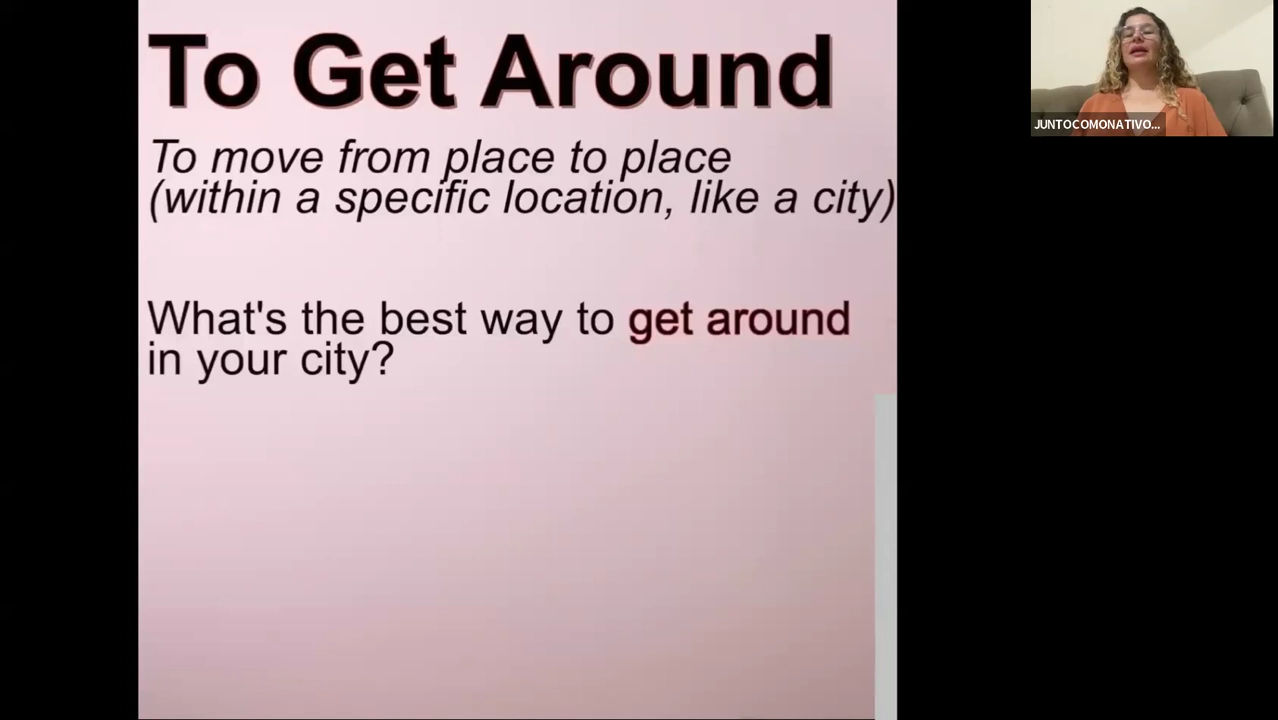 To Get Around
To move from place to place
(within a specific location, like a city)
What's the best way to get around
in your city?
JUNTOCOMONATIVO...